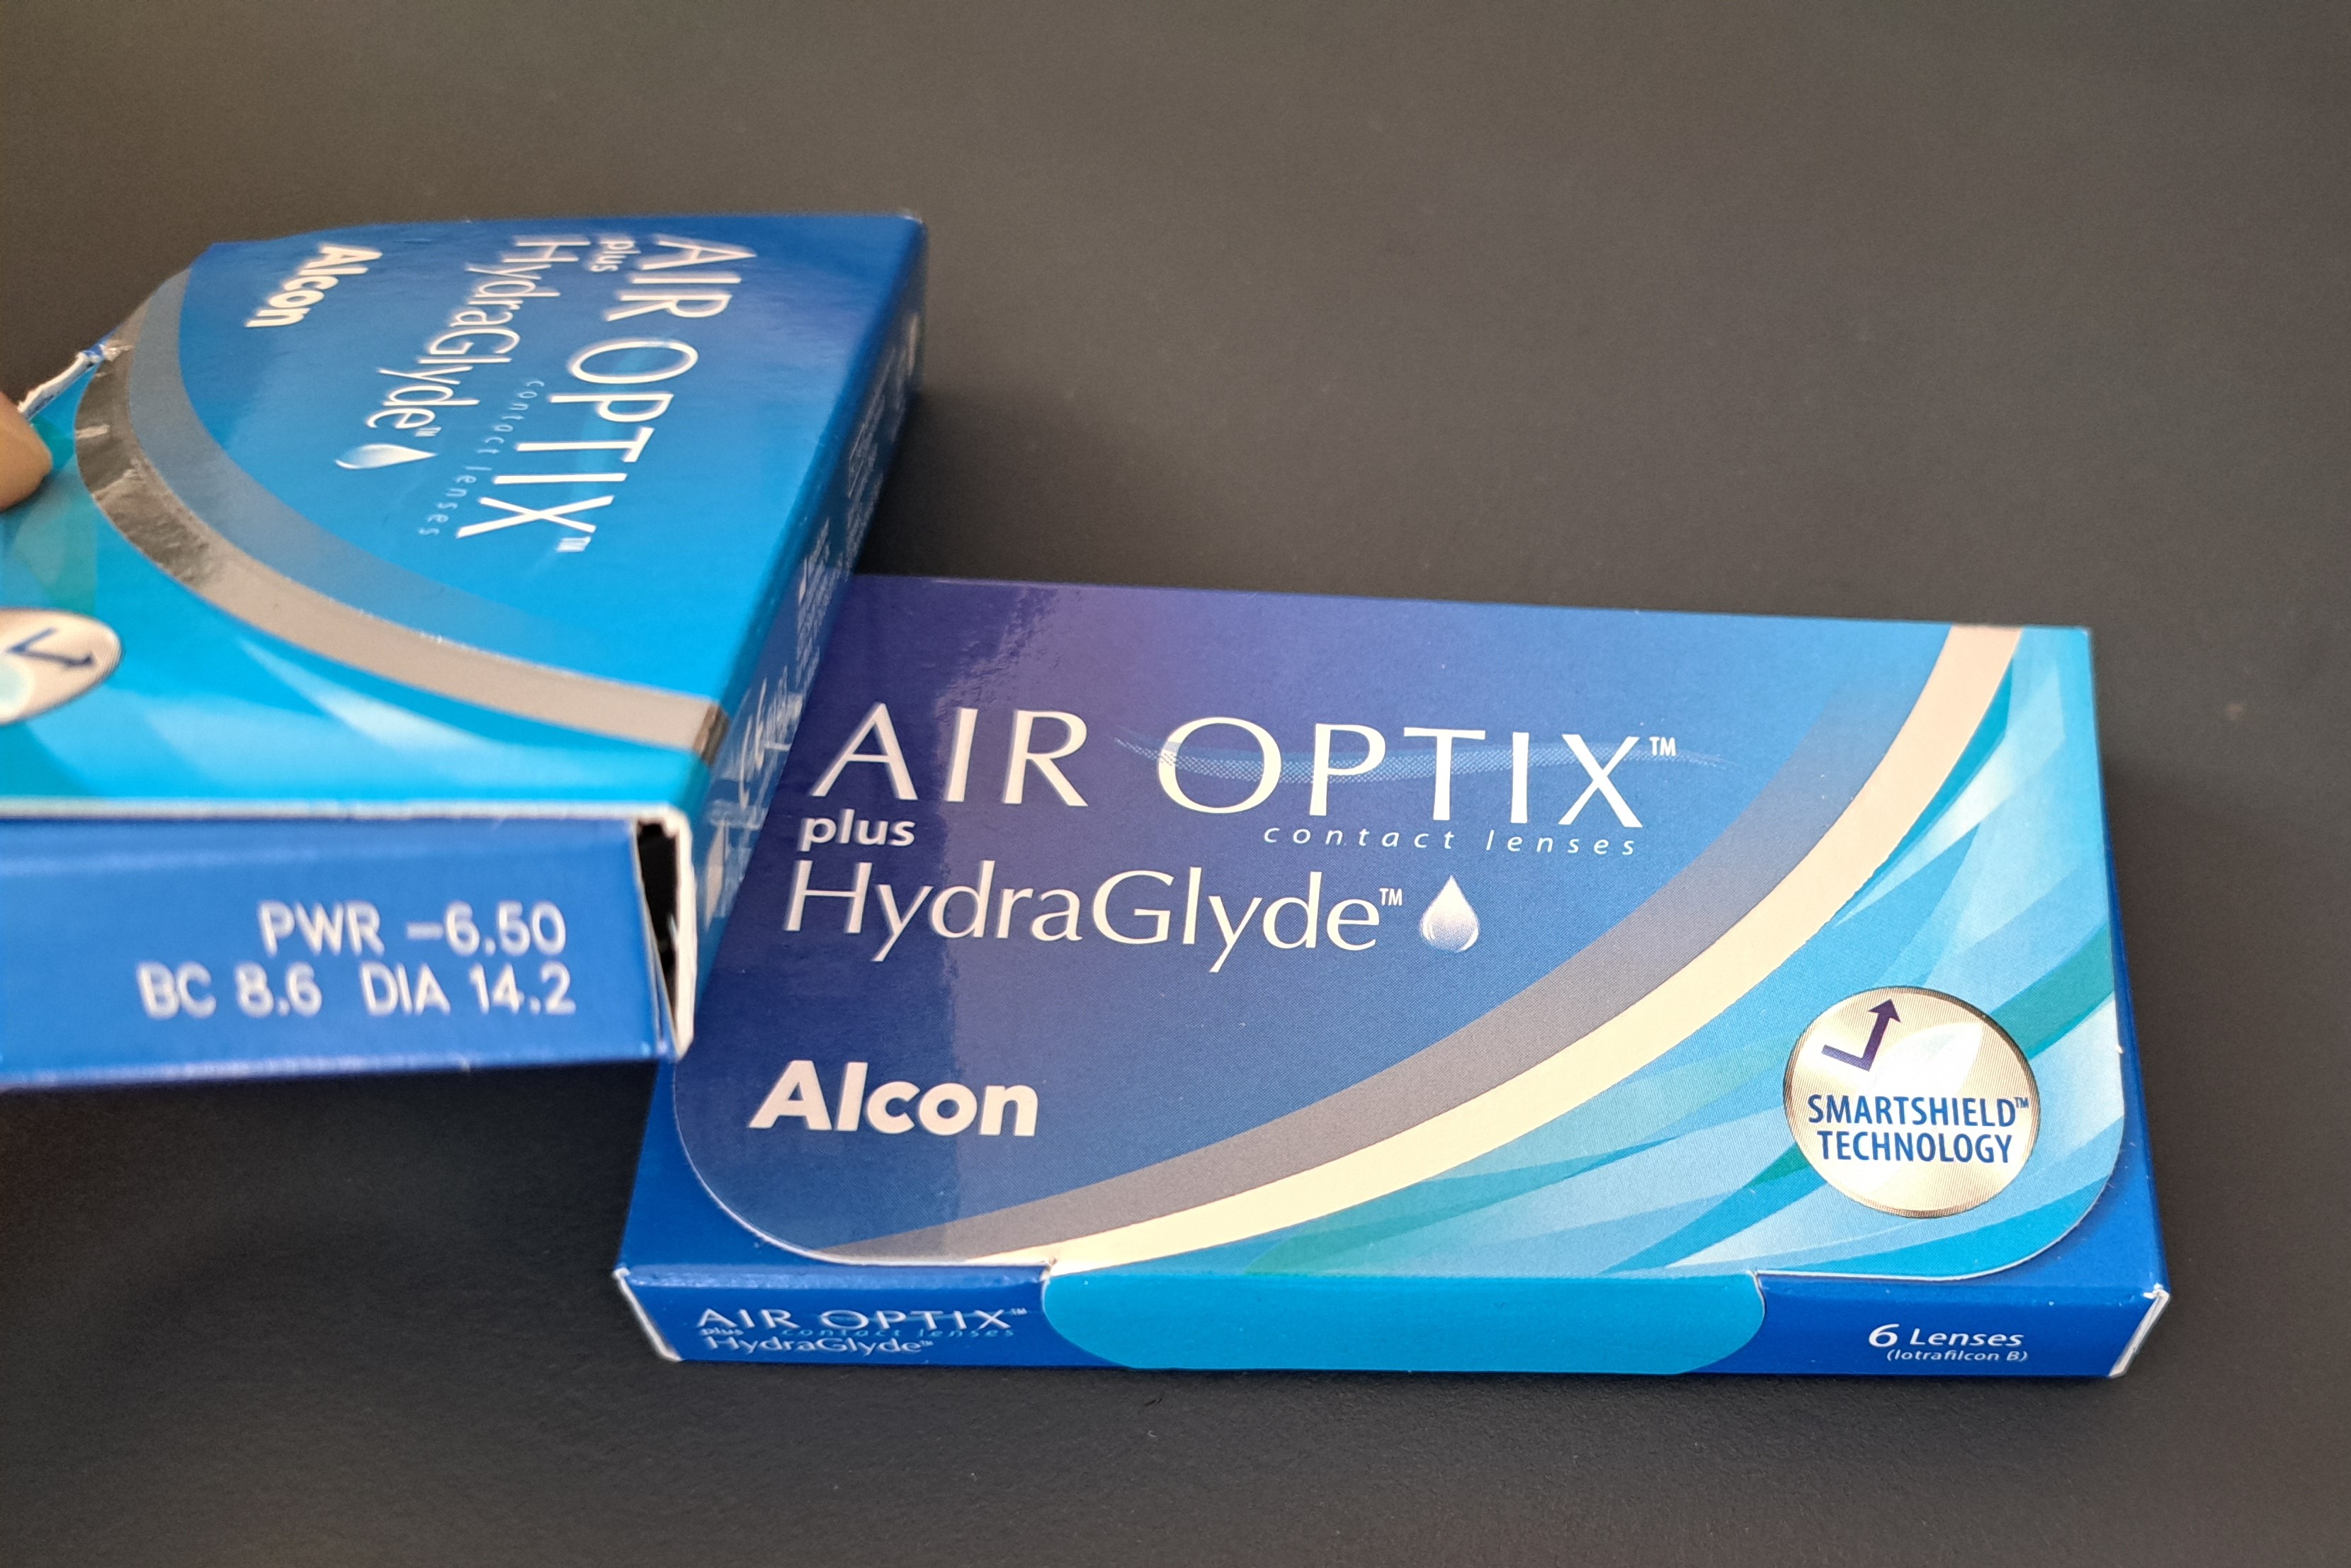 AIR OPTIX™
contact lenses
plus
HydraGlyde™
Alcon
PWR −6.50
BC 8.6 DIA 14.2
AIR OPTIX™
contact lenses
plus
HydraGlyde™
Alcon
SMARTSHIELD™
TECHNOLOGY
AIR OPTIX™
plus contact lenses
HydraGlyde™
6 Lenses
(lotrafilcon B)